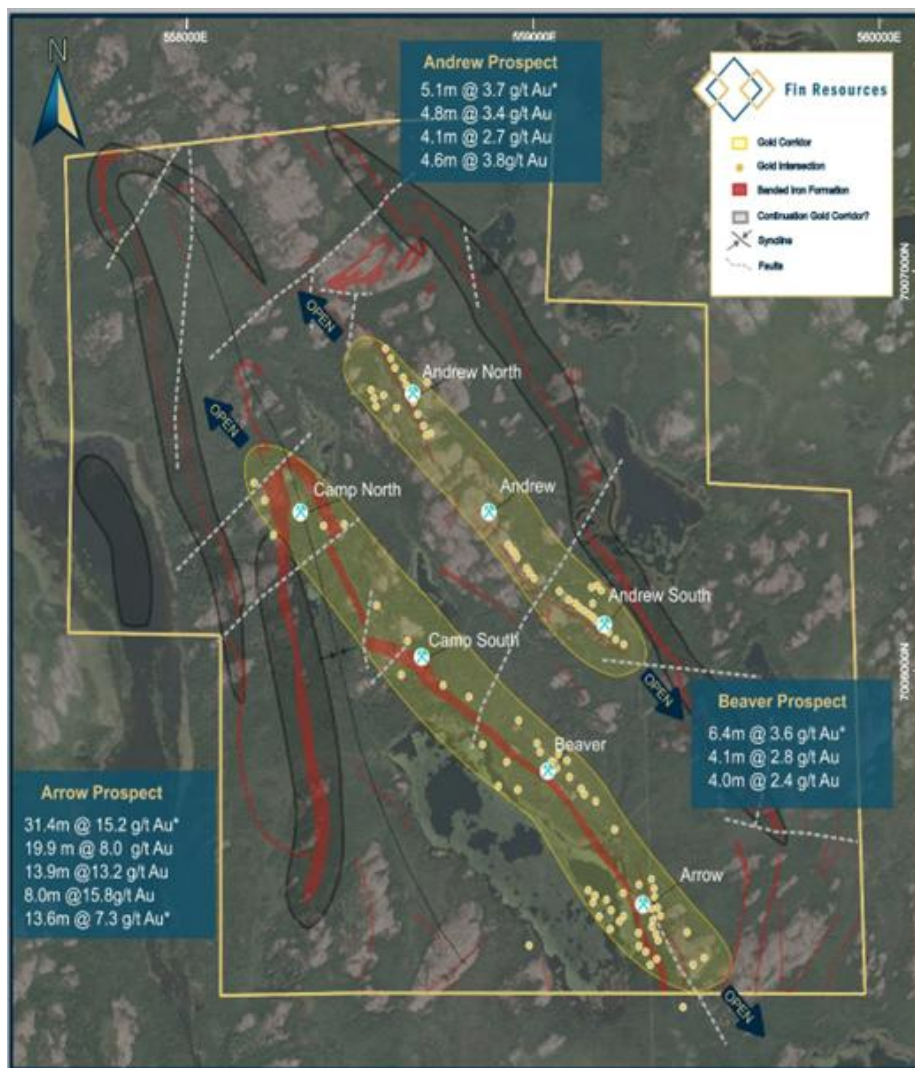 558000E
559000E
560000E
N
Andrew Prospect
5.1m @ 3.7 g/t Au*
4.8m @ 3.4 g/t Au
4.1m @ 2.7 g/t Au
4.6m @ 3.8g/t Au
Fin Resources
Gold Corridor
Gold Intersection
Banded Iron Formation
Continuation Gold Corridor?
Syncline
Faults
7007000N
OPEN
Andrew North
OPEN
Camp North
Andrew
Andrew South
Camp South
7006000N
OPEN
Beaver Prospect
6.4m @ 3.6 g/t Au*
4.1m @ 2.8 g/t Au
4.0m @ 2.4 g/t Au
Beaver
Arrow Prospect
31.4m @ 15.2 g/t Au*
19.9 m @ 8.0 g/t Au
13.9m @13.2 g/t Au
8.0m @15.8g/t Au
13.6m @ 7.3 g/t Au*
Arrow
OPEN